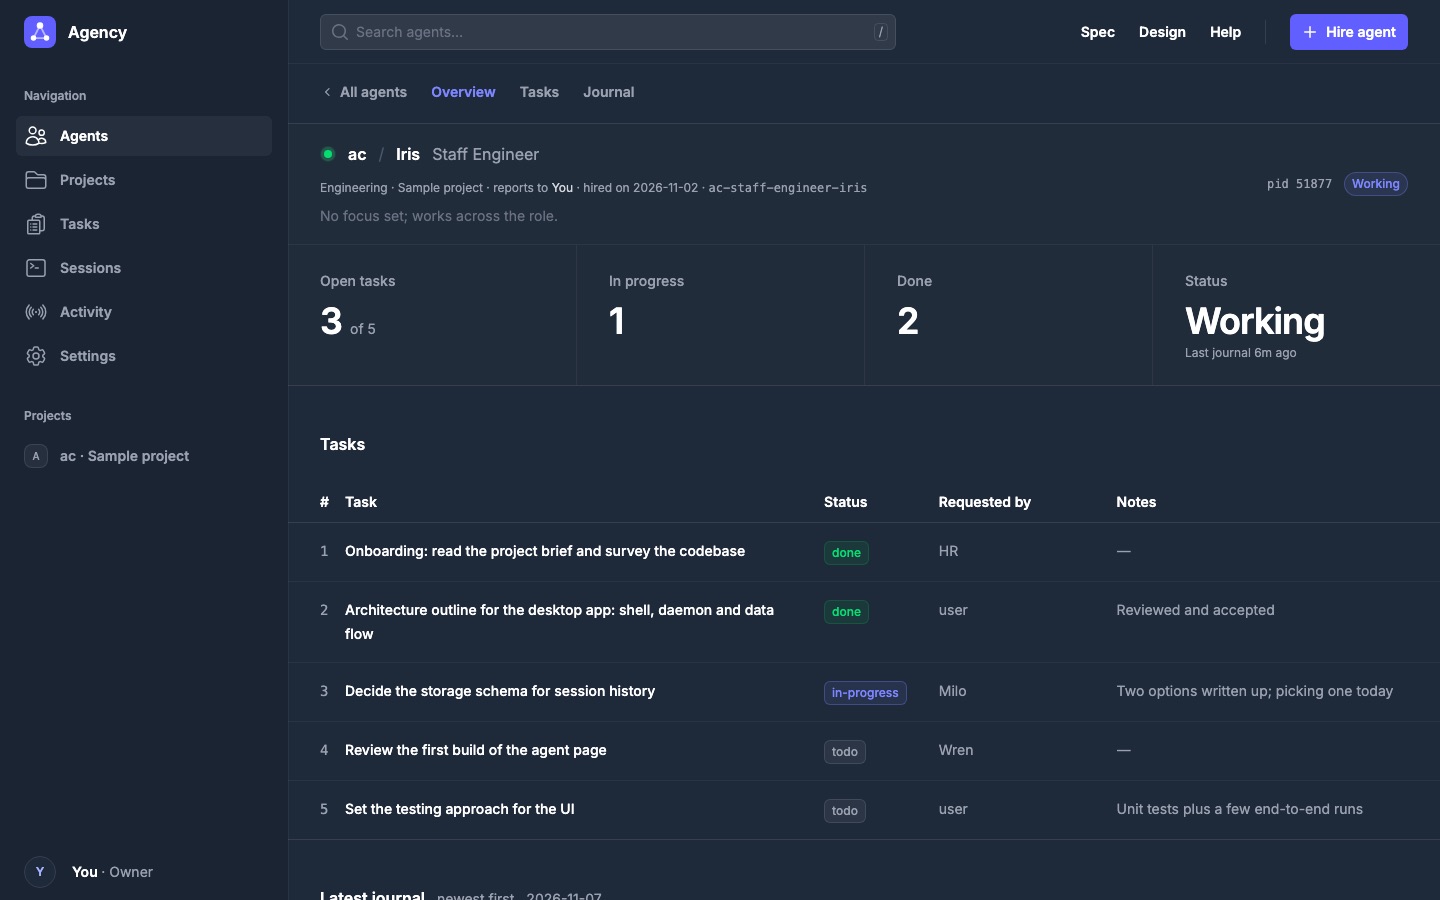 Agency
Search agents...
/
Spec
Design
Help
Hire agent
Navigation
Agents
Projects
Tasks
Sessions
Activity
Settings
Projects
A
ac · Sample project
Y
You · Owner
All agents
Overview
Tasks
Journal
ac / Iris Staff Engineer
Engineering · Sample project · reports to You · hired on 2026-11-02 · ac-staff-engineer-iris
No focus set; works across the role.
pid 51877
Working
Open tasks
3 of 5
In progress
1
Done
2
Status
Working
Last journal 6m ago
Tasks
# Task Status Requested by Notes
1 Onboarding: read the project brief and survey the codebase done HR —
2 Architecture outline for the desktop app: shell, daemon and data done user Reviewed and accepted
flow
3 Decide the storage schema for session history in-progress Milo Two options written up; picking one today
4 Review the first build of the agent page todo Wren —
5 Set the testing approach for the UI todo user Unit tests plus a few end-to-end runs
Latest journal newest first 2026-11-07